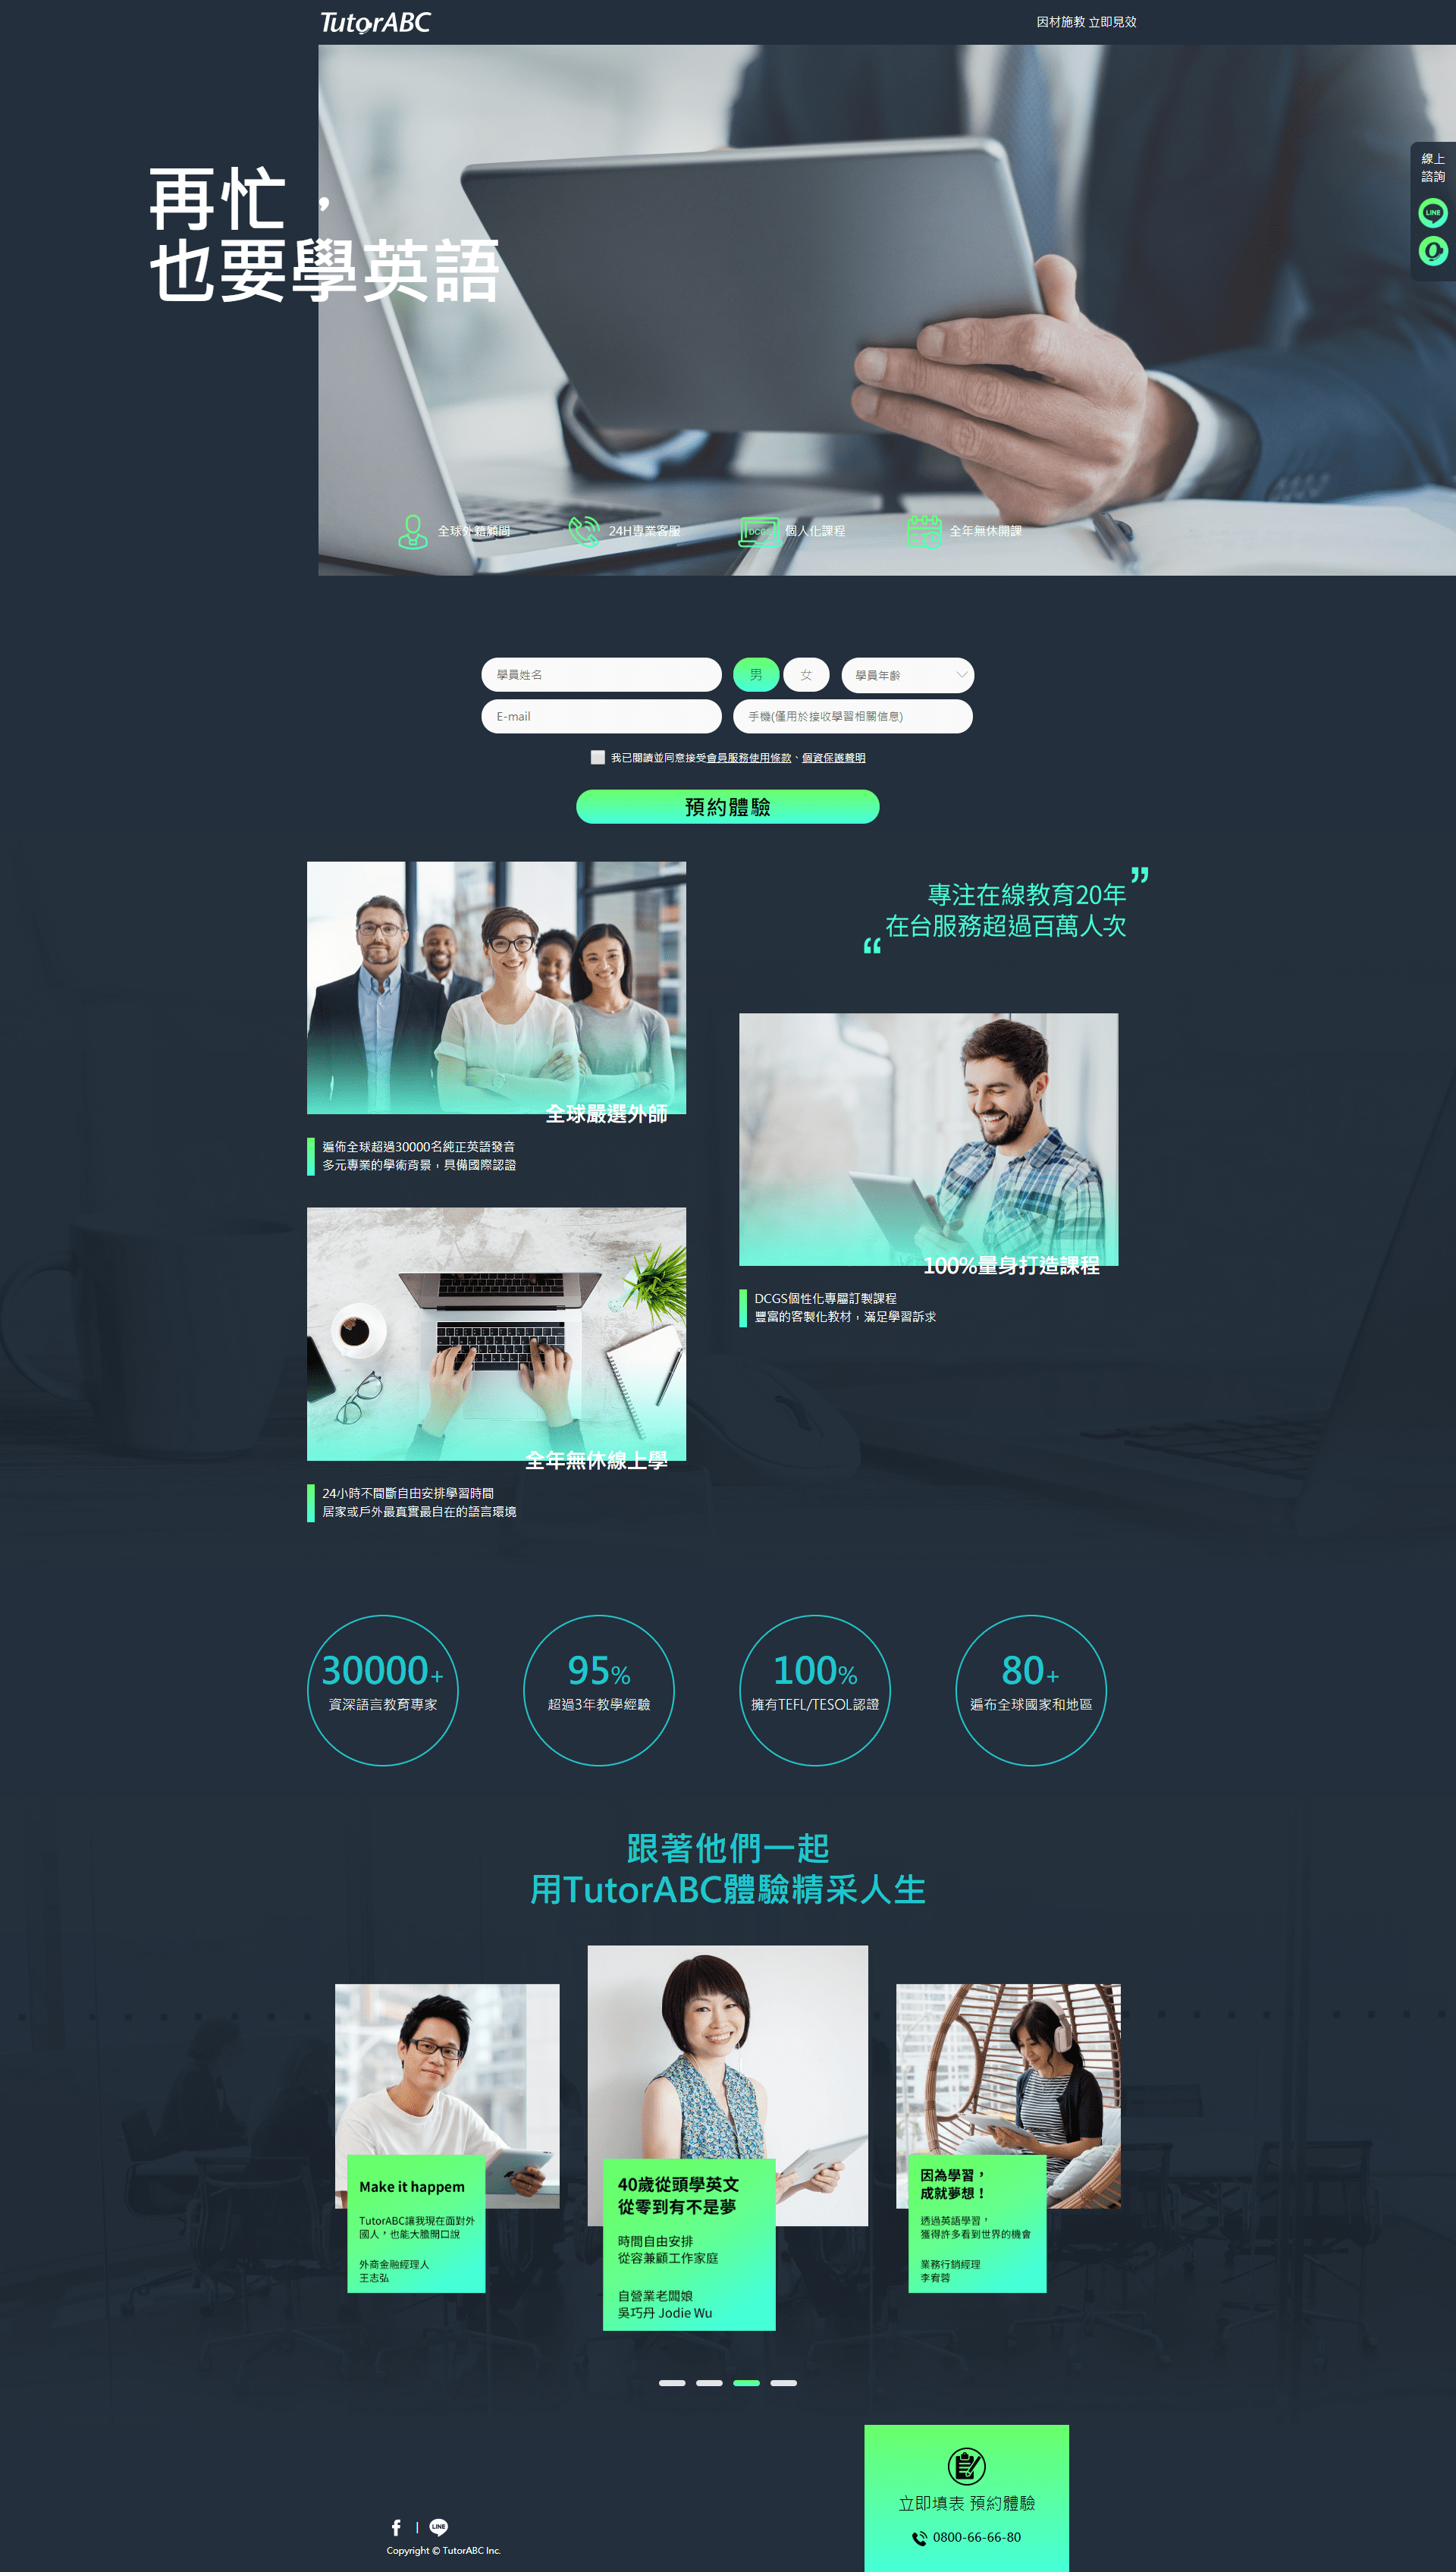 TutorABC
因材施教 立即見效
再忙，
也要學英語
線上
諮詢
LINE
全球外籍顧問
24H專業客服
DCGS
個人化課程
全年無休開課
學員姓名
男
女
學員年齡
E-mail
手機(僅用於接收學習相關信息)
我已閱讀並同意接受會員服務使用條款、個資保護聲明
預約體驗
專注在線教育20年
在台服務超過百萬人次
全球嚴選外師
遍佈全球超過30000名純正英語發音
多元專業的學術背景，具備國際認證
100%量身打造課程
DCGS個性化專屬訂製課程
豐富的客製化教材，滿足學習訴求
全年無休線上學
24小時不間斷自由安排學習時間
居家或戶外最真實最自在的語言環境
30000+
資深語言教育專家
95%
超過3年教學經驗
100%
擁有TEFL/TESOL認證
80+
遍布全球國家和地區
跟著他們一起
用TutorABC體驗精采人生
Make it happem
TutorABC讓我現在面對外
國人，也能大膽開口說
外商金融經理人
王志弘
40歲從頭學英文
從零到有不是夢
時間自由安排
從容兼顧工作家庭
自營業老闆娘
吳巧丹 Jodie Wu
因為學習，
成就夢想！
透過英語學習，
獲得許多看到世界的機會
業務行銷經理
李宥蓉
立即填表 預約體驗
0800-66-66-80
f | LINE
Copyright © TutorABC Inc.